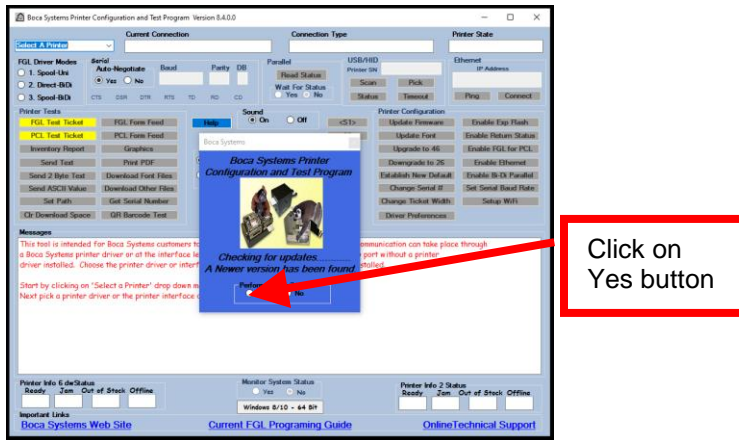 Boca Systems Printer Configuration and Test Program Version 8.4.0.0
Current Connection
Connection Type
Printer State
Select A Printer
FGL Driver Modes
1. Spool-Uni
2. Direct-BiDi
3. Spool-BiDi
Serial
Auto-Negotiate Baud Parity DB
Yes No
CTS DSR DTR RTS TD RD CD
Parallel
Read Status
Wait For Status
Yes No
USB/HID
Printer SN
Scan Pick
Status Timeout
Ethernet
IP Address
Ping Connect
Printer Tests
FGL Test Ticket FGL Form Feed
PCL Test Ticket PCL Form Feed
Inventory Report Graphics
Send Text Print PDF
Send 2 Byte Text Download Font Files
Send ASCII Value Download Other Files
Set Path Get Serial Number
Clr Download Space QR Barcode Test
Help
Sound
On Off
<S1>
Printer Configuration
Update Firmware Enable Exp Flash
Update Font Enable Return Status
Upgrade to 46 Enable FGL for PCL
Downgrade to 26 Enable Ethernet
Establish New Default Enable Bi-Di Parallel
Change Serial # Set Serial Baud Rate
Change Ticket Width Setup WiFi
Driver Preferences
Boca Systems
Boca Systems Printer
Configuration and Test Program
Checking for updates
A Newer version has been found
No
Click on
Yes button
Messages
This tool is intended for Boca Systems customers to communication can take place through
a Boca Systems printer driver or at the interface port without a printer
driver installed. Choose the printer driver or
Start by clicking on "Select a Printer" drop down
Next pick a printer driver or the printer interface
Printer Info 6 dwStatus
Ready Jam Out of Stock Offline
Monitor System Status
Yes No
Windows 8/10 - 64 Bit
Printer Info 2 Status
Ready Jam Out of Stock Offline
Important Links
Boca Systems Web Site
Current FGL Programing Guide
OnlineTechnical Support